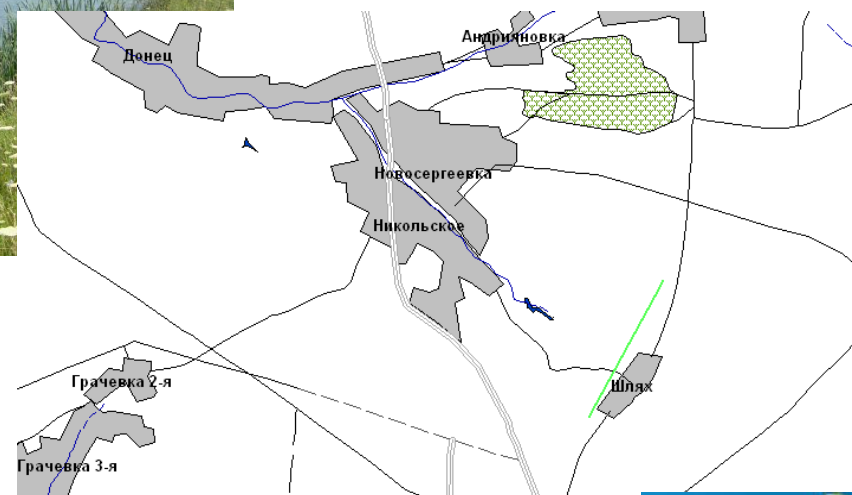 Андрияновка
Донец
Новосергеевка
Никольское
Грачевка 2-я
Шлях
Грачевка 3-я